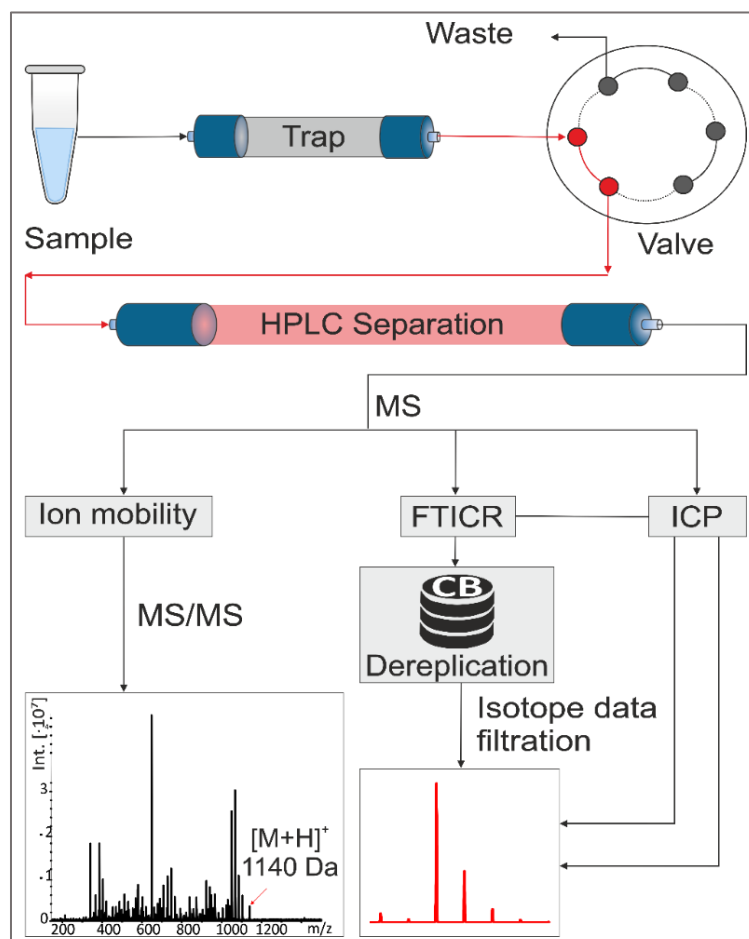 Waste
Trap
Sample
Valve
HPLC Separation
MS
Ion mobility
FTICR
ICP
CB
MS/MS
Dereplication
Isotope data
filtration
Int. [·10⁷]
3
2
1
0
[M+H]⁺
1140 Da
200 400 600 800 1000 1200 m/z